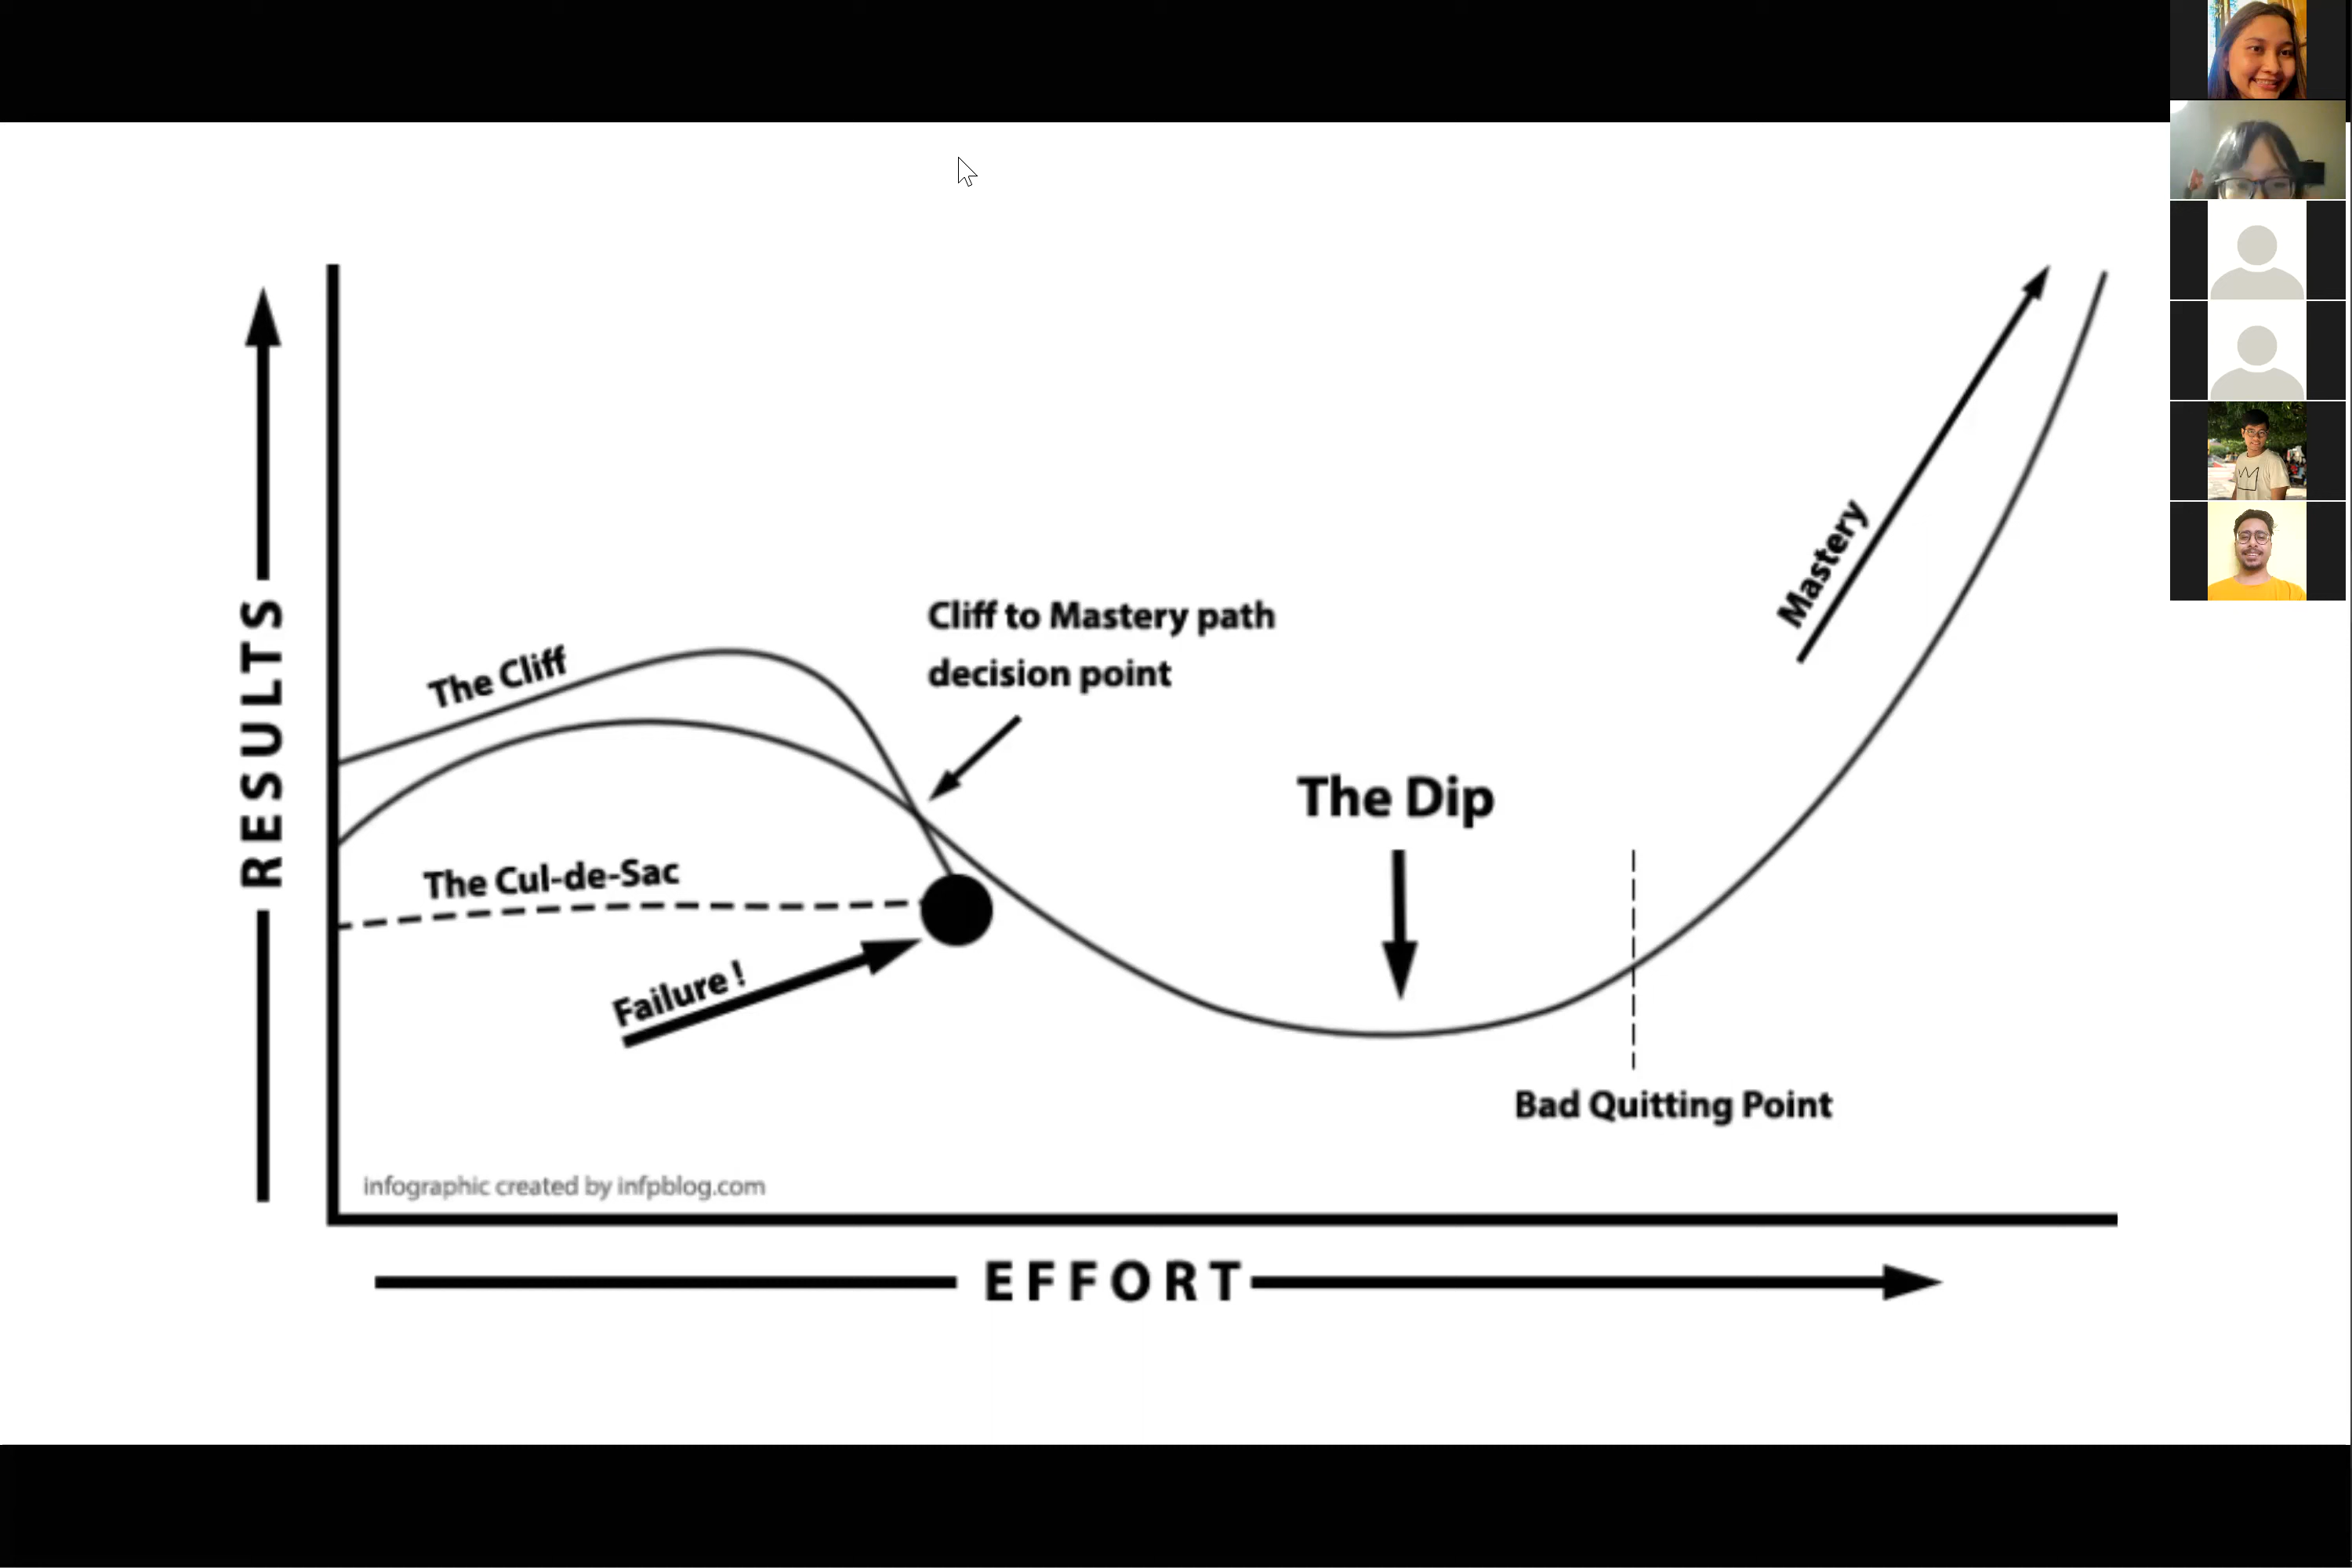 RESULTS
The Cliff
Cliff to Mastery path
decision point
Mastery
The Dip
The Cul-de-Sac
Failure !
Bad Quitting Point
infographic created by infpblog.com
EFFORT